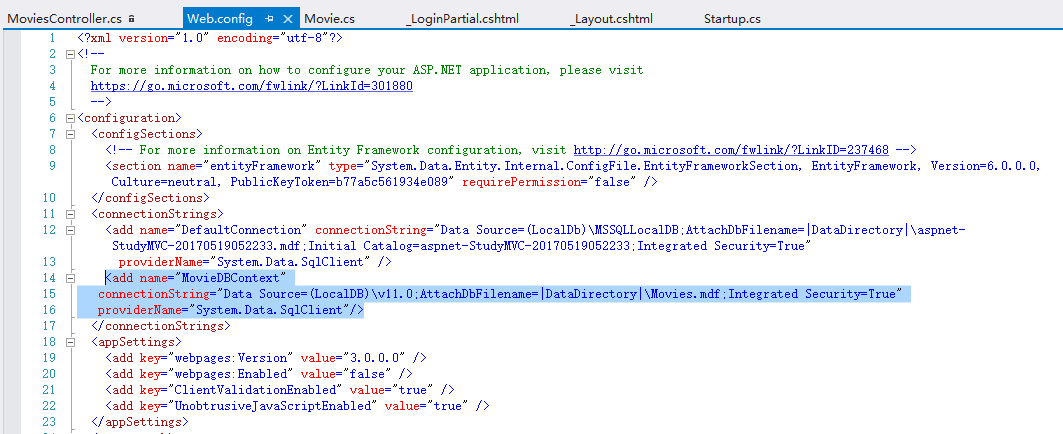 MoviesController.cs Web.config Movie.cs _LoginPartial.cshtml _Layout.cshtml Startup.cs
1 <?xml version="1.0" encoding="utf-8"?>
2 <!--
3 For more information on how to configure your ASP.NET application, please visit
4 https://go.microsoft.com/fwlink/?LinkId=301880
5 -->
6 <configuration>
7 <configSections>
8 <!-- For more information on Entity Framework configuration, visit http://go.microsoft.com/fwlink/?LinkID=237468 -->
9 <section name="entityFramework" type="System.Data.Entity.Internal.ConfigFile.EntityFrameworkSection, EntityFramework, Version=6.0.0.0,
Culture=neutral, PublicKeyToken=b77a5c561934e089" requirePermission="false" />
10 </configSections>
11 <connectionStrings>
12 <add name="DefaultConnection" connectionString="Data Source=(LocalDb)\MSSQLLocalDB;AttachDbFilename=|DataDirectory|\aspnet-
StudyMVC-20170519052233.mdf;Initial Catalog=aspnet-StudyMVC-20170519052233;Integrated Security=True"
13 providerName="System.Data.SqlClient" />
14 <add name="MovieDBContext"
15 connectionString="Data Source=(LocalDB)\v11.0;AttachDbFilename=|DataDirectory|\Movies.mdf;Integrated Security=True"
16 providerName="System.Data.SqlClient"/>
17 </connectionStrings>
18 <appSettings>
19 <add key="webpages:Version" value="3.0.0.0" />
20 <add key="webpages:Enabled" value="false" />
21 <add key="ClientValidationEnabled" value="true" />
22 <add key="UnobtrusiveJavaScriptEnabled" value="true" />
23 </appSettings>